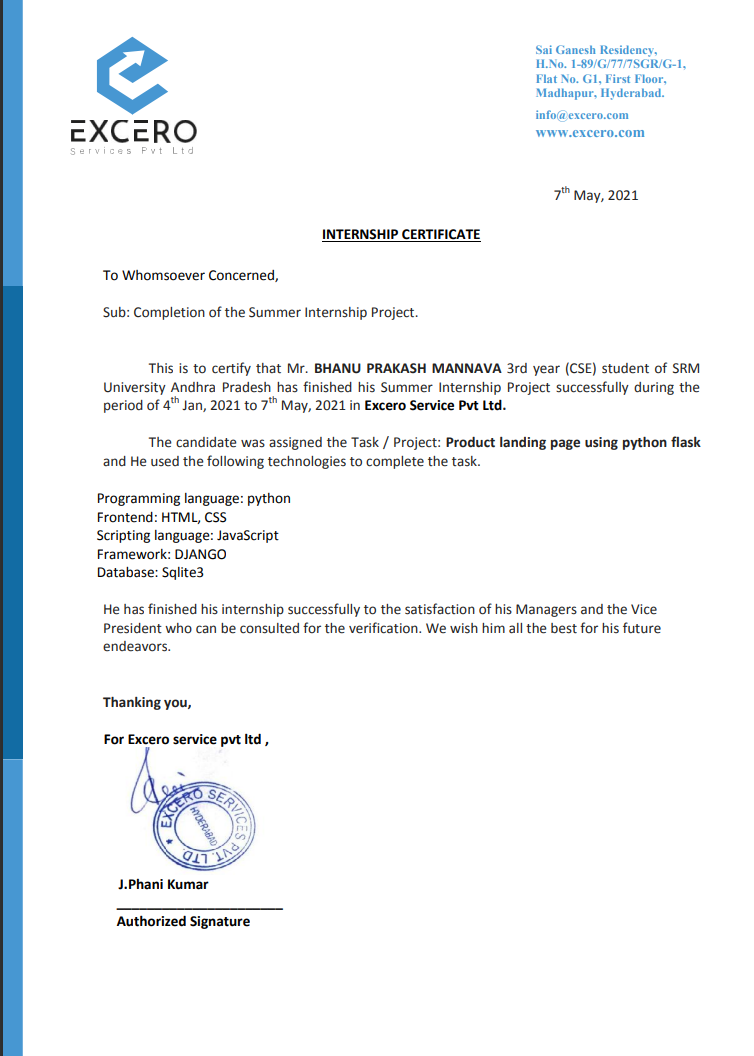 EXCERO
Services Pvt Ltd
Sai Ganesh Residency,
H.No. 1-89/G/77/7SGR/G-1,
Flat No. G1, First Floor,
Madhapur, Hyderabad.
info@excero.com
www.excero.com
7th May, 2021
INTERNSHIP CERTIFICATE
To Whomsoever Concerned,
Sub: Completion of the Summer Internship Project.
This is to certify that Mr. BHANU PRAKASH MANNAVA 3rd year (CSE) student of SRM
University Andhra Pradesh has finished his Summer Internship Project successfully during the
period of 4th Jan, 2021 to 7th May, 2021 in Excero Service Pvt Ltd.
The candidate was assigned the Task / Project: Product landing page using python flask
and He used the following technologies to complete the task.
Programming language: python
Frontend: HTML, CSS
Scripting language: JavaScript
Framework: DJANGO
Database: Sqlite3
He has finished his internship successfully to the satisfaction of his Managers and the Vice
President who can be consulted for the verification. We wish him all the best for his future
endeavors.
Thanking you,
For Excero service pvt ltd ,
EXCERO SERVICES PVT. LTD. ★
HYDERABAD
J.Phani Kumar
Authorized Signature